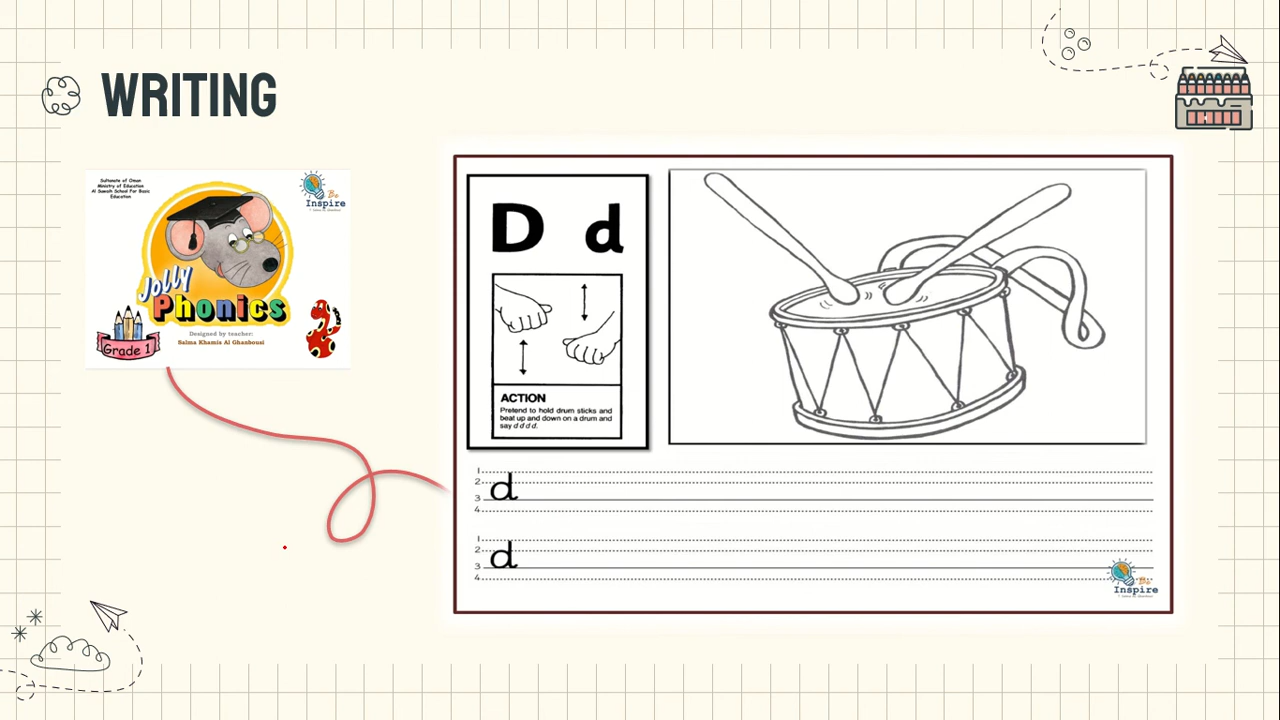 WRITING
Sultanate of Oman
Ministry of Education
Al Suwaih School For Basic
Education
Be
Inspire
Jolly
Phonics
Designed by teacher:
Salma Khamis Al Ghanbousi
Grade 1
D d
ACTION
Pretend to hold drum sticks and
beat up and down on a drum and
say d d d d.
1
2
3
4
d
1
2
3
4
d
Be
Inspire